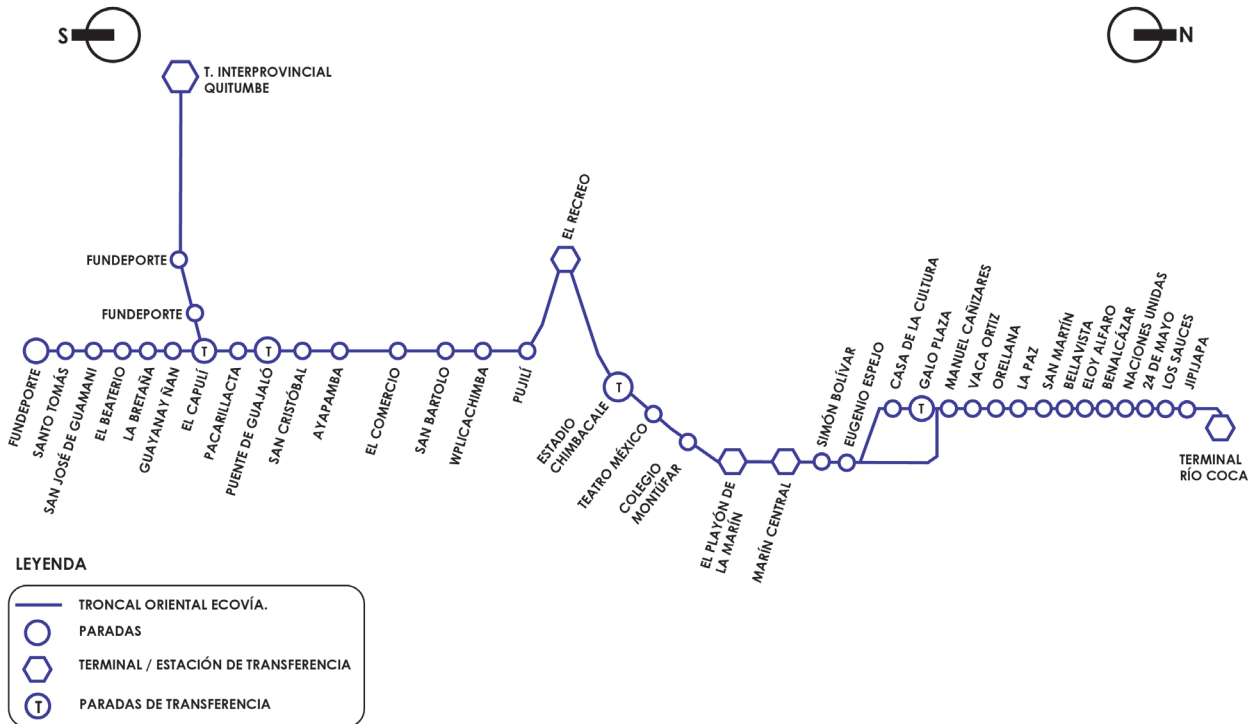 S
N
T. INTERPROVINCIAL
QUITUMBE
FUNDEPORTE
FUNDEPORTE
FUNDEPORTE
SANTO TOMÁS
SAN JOSÉ DE GUAMANI
EL BEATERIO
LA BRETAÑA
GUAYANAY ÑAN
T
EL CAPULÍ
PACARILLACTA
T
PUENTE DE GUAJALÓ
SAN CRISTÓBAL
AYAPAMBA
EL COMERCIO
SAN BARTOLO
WPLICACHIMBA
PUJILÍ
EL RECREO
T
ESTADIO
CHIMBACALE
TEATRO MÉXICO
COLEGIO
MONTÚFAR
EL PLAYÓN DE
LA MARÍN
MARÍN CENTRAL
SIMÓN BOLÍVAR
EUGENIO ESPEJO
CASA DE LA CULTURA
T
GALO PLAZA
MANUEL CAÑIZARES
VACA ORTIZ
ORELLANA
LA PAZ
SAN MARTÍN
BELLAVISTA
ELOY ALFARO
BENALCÁZAR
NACIONES UNIDAS
24 DE MAYO
LOS SAUCES
JIPIJAPA
TERMINAL
RÍO COCA
LEYENDA
TRONCAL ORIENTAL ECOVÍA.
PARADAS
TERMINAL / ESTACIÓN DE TRANSFERENCIA
T
PARADAS DE TRANSFERENCIA